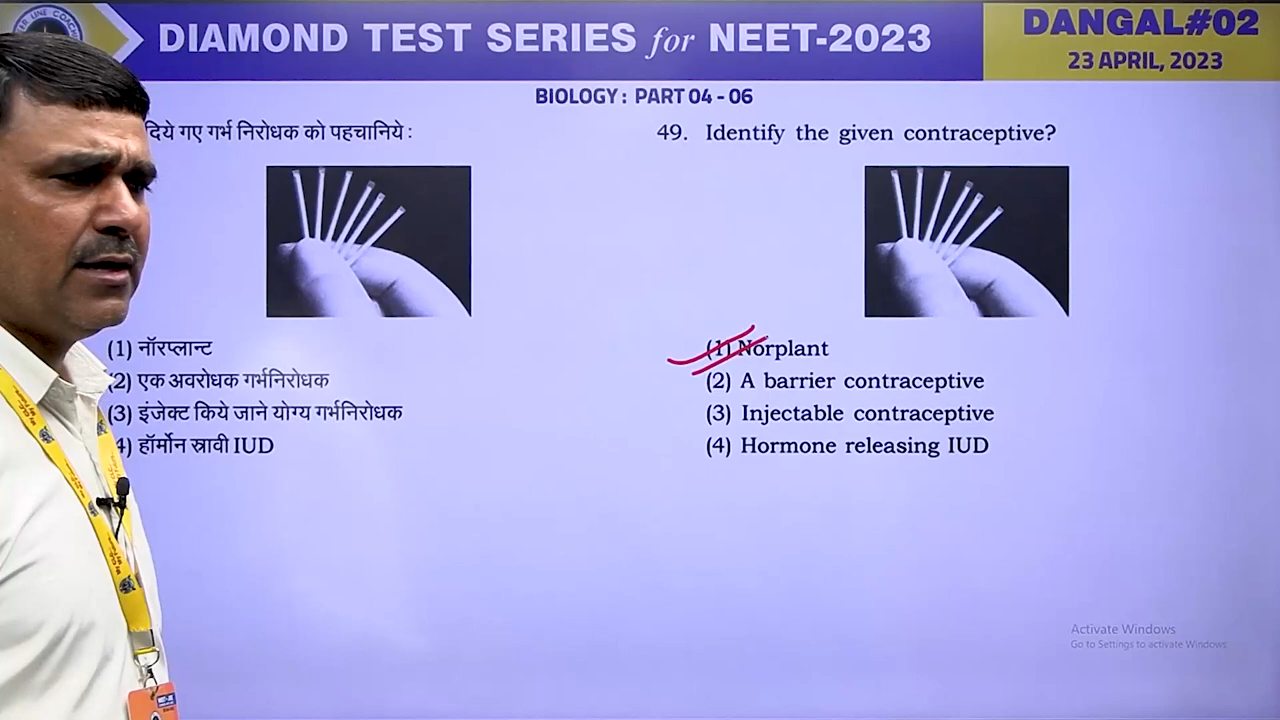 ER LINE COACHIN
DIAMOND TEST SERIES for NEET-2023
DANGAL#02
23 APRIL, 2023
BIOLOGY : PART 04 - 06
दिये गए गर्भ निरोधक को पहचानिये :
(1) नॉरप्लान्ट
(2) एक अवरोधक गर्भनिरोधक
(3) इंजेक्ट किये जाने योग्य गर्भनिरोधक
4) हॉर्मोन स्रावी IUD
49. Identify the given contraceptive?
(1) Norplant
(2) A barrier contraceptive
(3) Injectable contraceptive
(4) Hormone releasing IUD
Activate Windows
Go to Settings to activate Windows.